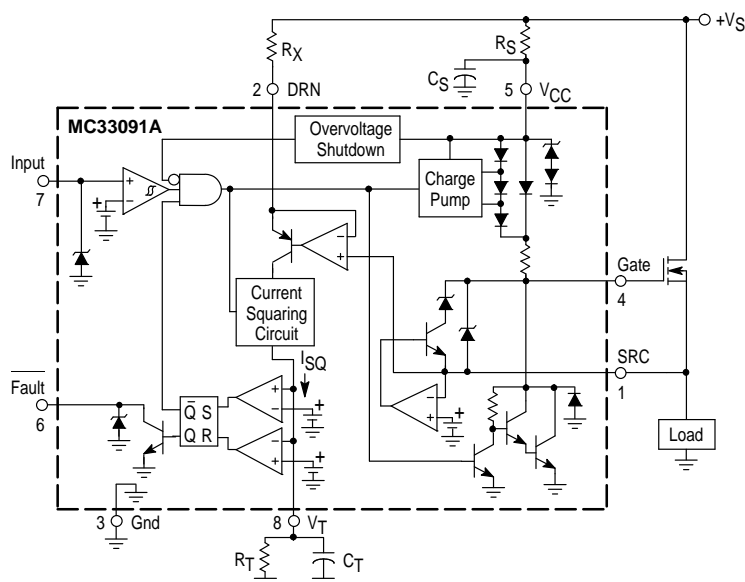 +VS
RX
RS
CS
2 DRN
5 VCC
MC33091A
Overvoltage
Shutdown
Input
7
+
−
+
Charge
Pump
−
+
Gate
4
Current
Squaring
Circuit
ISQ
SRC
1
Fault
6
Q̅ S
Q R
+
−
+
−
+
+
−
+
+
−
Load
3 Gnd
8 VT
RT
CT